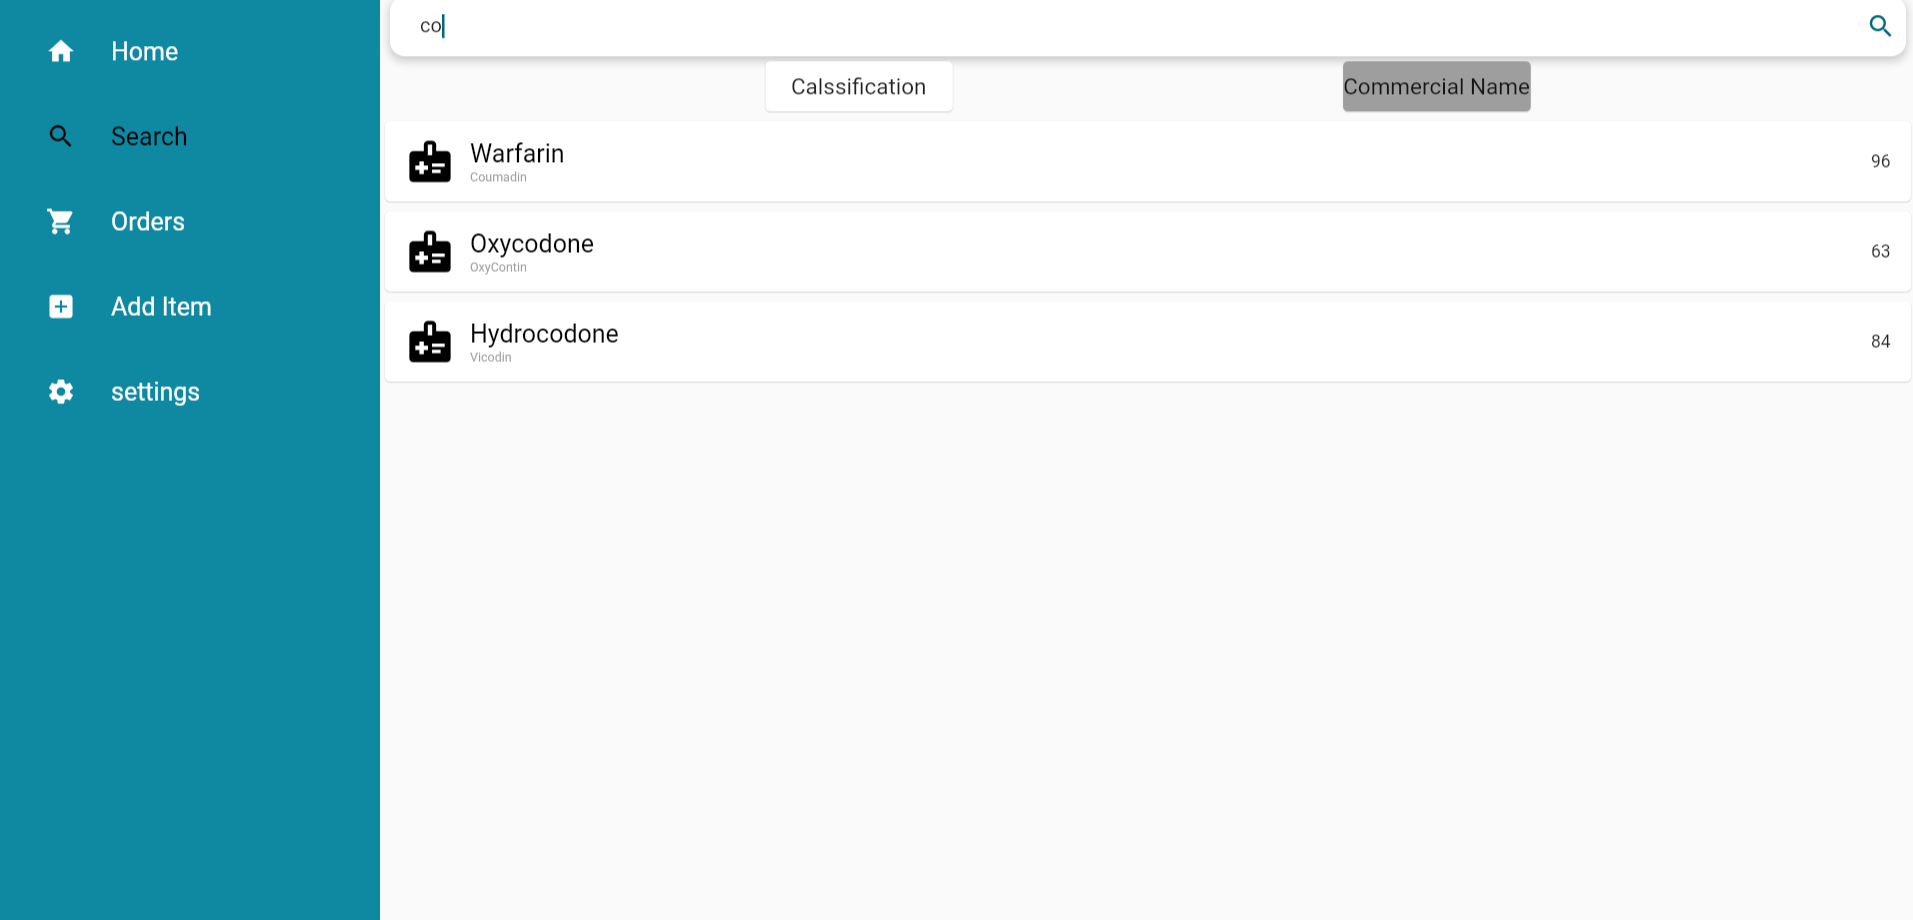 Home
Search
Orders
Add Item
settings
co
Calssification
Commercial Name
Warfarin
Coumadin
96
Oxycodone
OxyContin
63
Hydrocodone
Vicodin
84